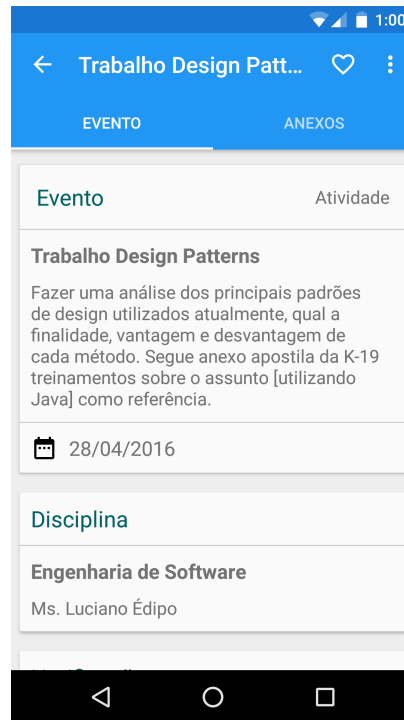 1:00
Trabalho Design Patt...
EVENTO
ANEXOS
Evento
Atividade
Trabalho Design Patterns
Fazer uma análise dos principais padrões
de design utilizados atualmente, qual a
finalidade, vantagem e desvantagem de
cada método. Segue anexo apostila da K-19
treinamentos sobre o assunto [utilizando
Java] como referência.
28/04/2016
Disciplina
Engenharia de Software
Ms. Luciano Édipo